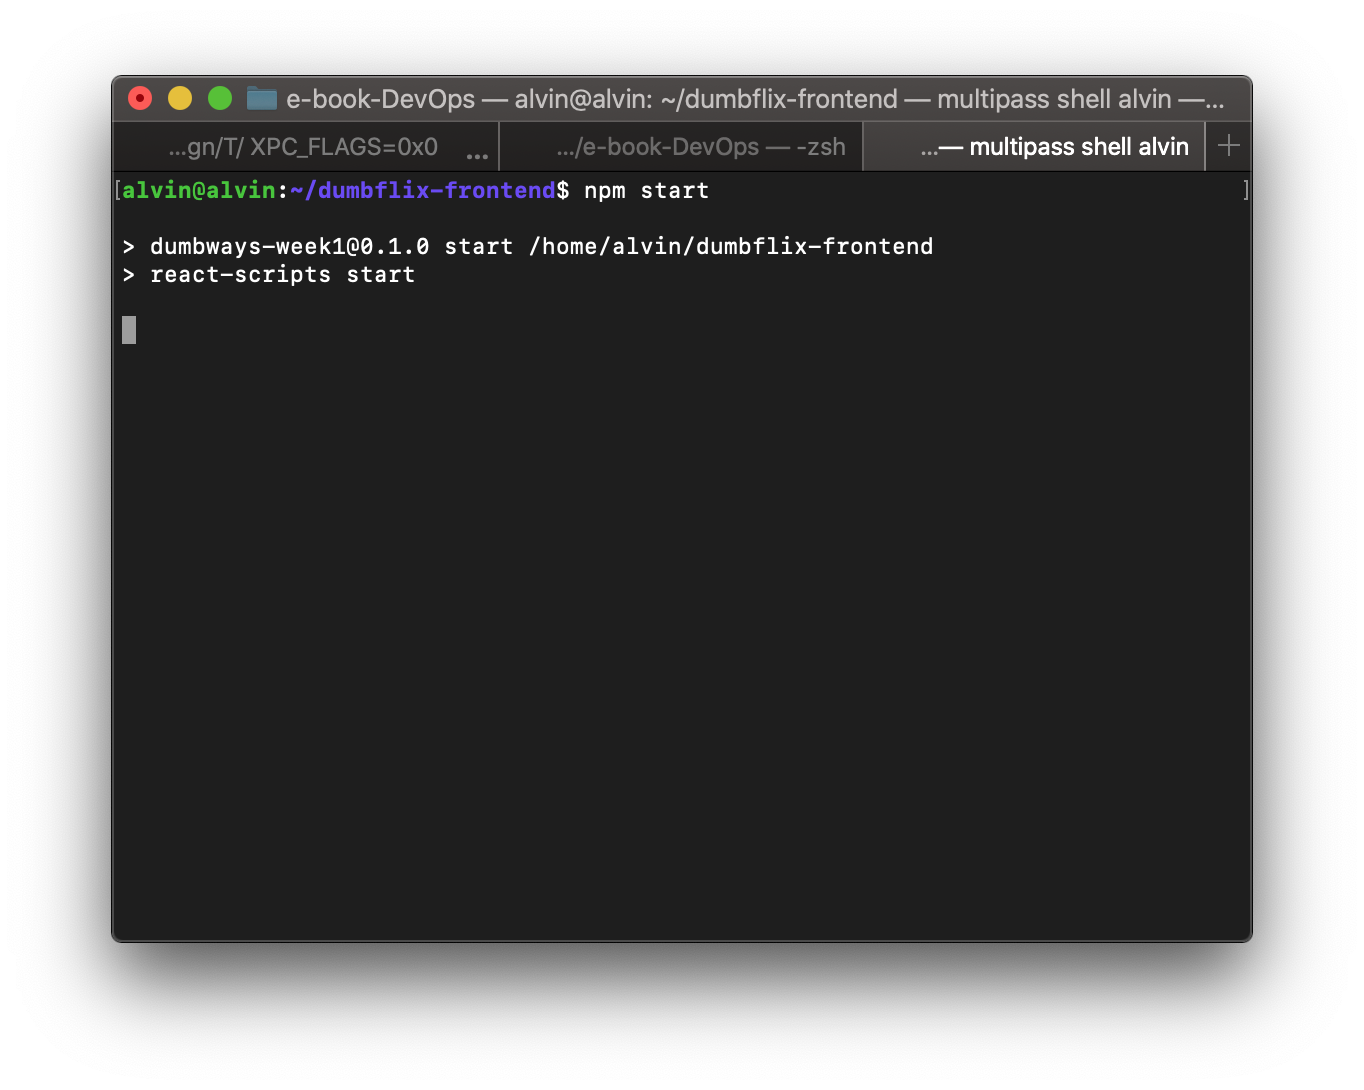 e-book-DevOps — alvin@alvin: ~/dumbflix-frontend — multipass shell alvin —...
...gn/T/ XPC_FLAGS=0x0 ...
.../e-book-DevOps — -zsh
...— multipass shell alvin
[alvin@alvin:~/dumbflix-frontend$ npm start ]
> dumbways-week1@0.1.0 start /home/alvin/dumbflix-frontend
> react-scripts start